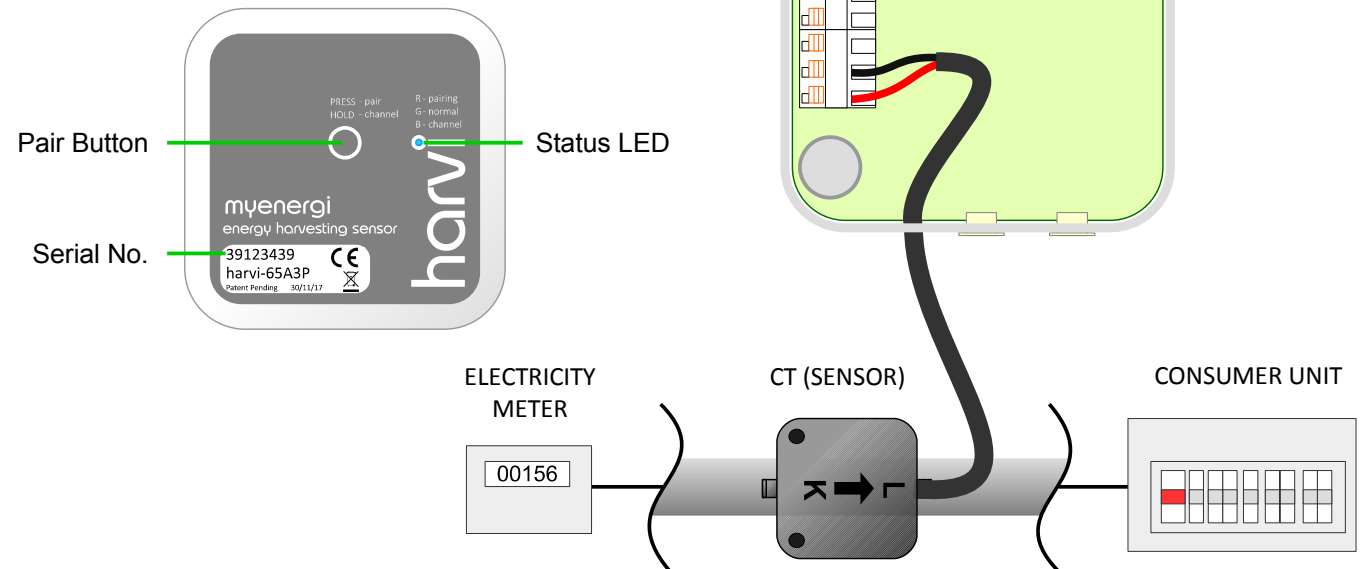 PRESS - pair
HOLD - channel
R - pairing
G - normal
B - channel
Pair Button
Status LED
harvi
myenergi
energy harvesting sensor
Serial No.
39123439
CE
harvi-65A3P
Patent Pending 30/11/17
ELECTRICITY
METER
CT (SENSOR)
CONSUMER UNIT
00156
K
L